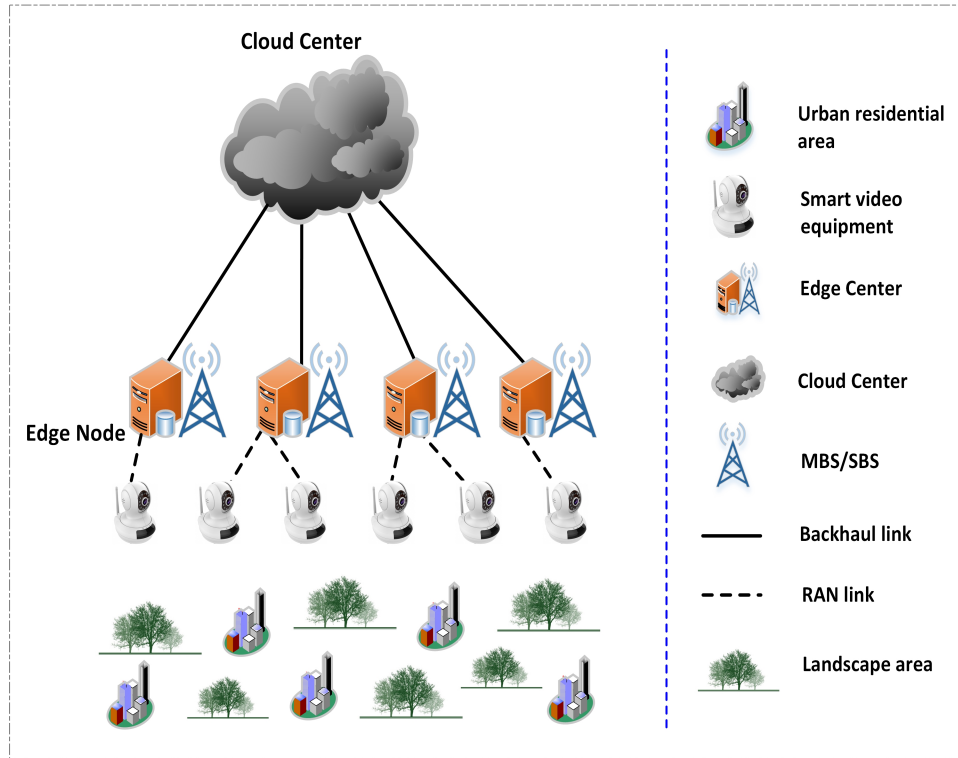 Cloud Center
Edge Node
Urban residential
area
Smart video
equipment
Edge Center
Cloud Center
MBS/SBS
Backhaul link
RAN link
Landscape area